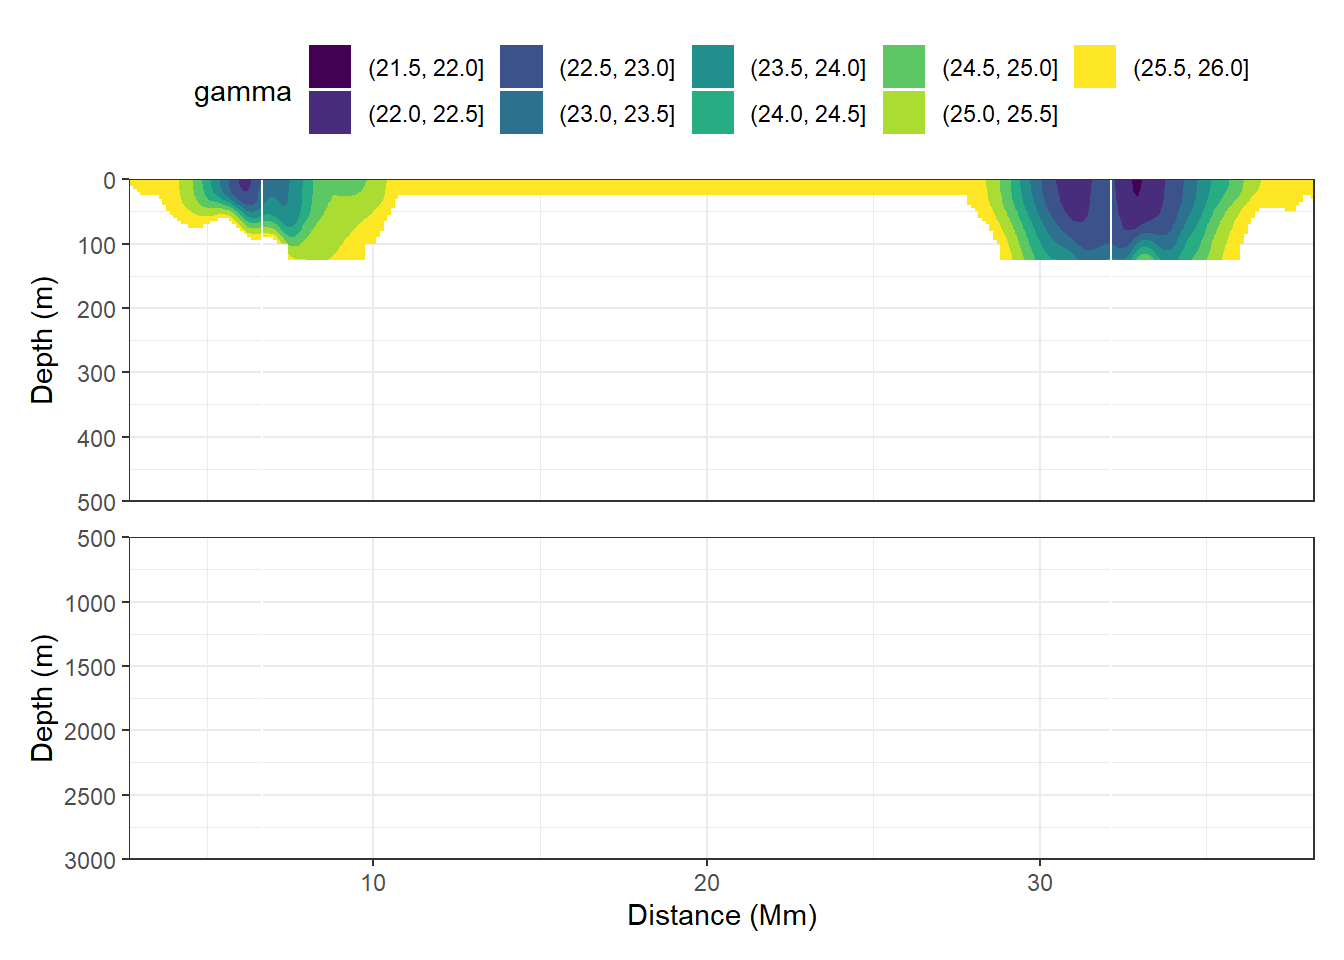 gamma
(21.5, 22.0] (22.5, 23.0] (23.5, 24.0] (24.5, 25.0] (25.5, 26.0]
(22.0, 22.5] (23.0, 23.5] (24.0, 24.5] (25.0, 25.5]
Depth (m)
0
100
200
300
400
500
Depth (m)
500
1000
1500
2000
2500
3000
10 20 30
Distance (Mm)